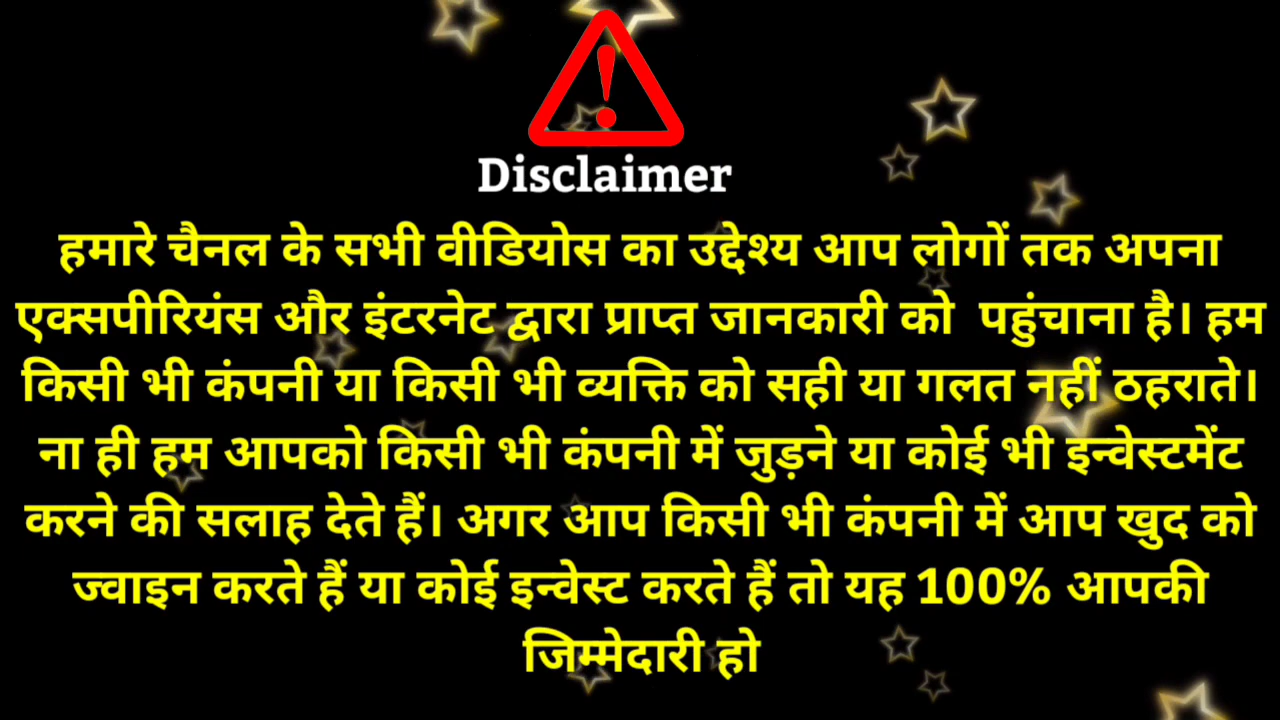 Disclaimer
हमारे चैनल के सभी वीडियोस का उद्देश्य आप लोगों तक अपना
एक्सपीरियंस और इंटरनेट द्वारा प्राप्त जानकारी को पहुंचाना है। हम
किसी भी कंपनी या किसी भी व्यक्ति को सही या गलत नहीं ठहराते।
ना ही हम आपको किसी भी कंपनी में जुड़ने या कोई भी इन्वेस्टमेंट
करने की सलाह देते हैं। अगर आप किसी भी कंपनी में आप खुद को
ज्वाइन करते हैं या कोई इन्वेस्ट करते हैं तो यह 100% आपकी
जिम्मेदारी हो